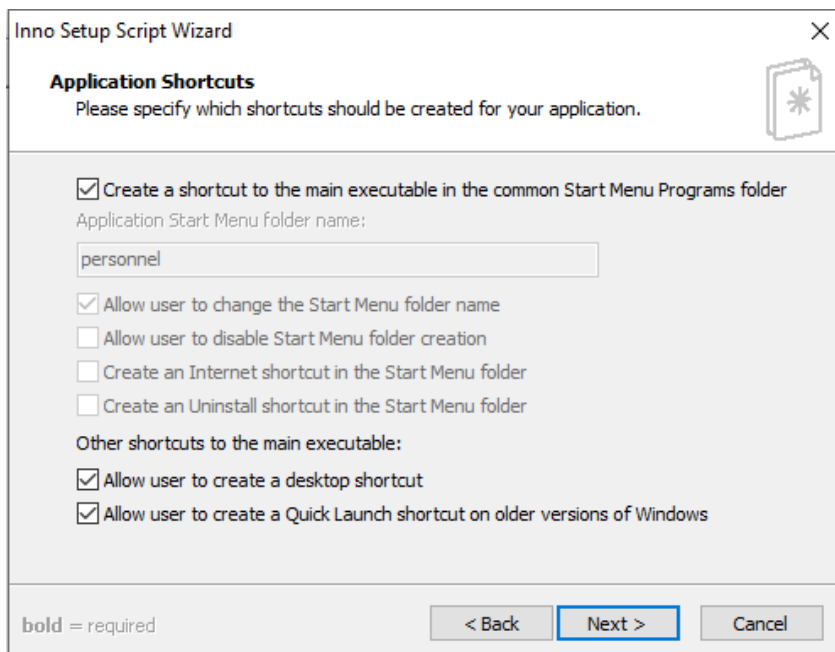 Inno Setup Script Wizard
Application Shortcuts
Please specify which shortcuts should be created for your application.
Create a shortcut to the main executable in the common Start Menu Programs folder
Application Start Menu folder name:
personnel
Allow user to change the Start Menu folder name
Allow user to disable Start Menu folder creation
Create an Internet shortcut in the Start Menu folder
Create an Uninstall shortcut in the Start Menu folder
Other shortcuts to the main executable:
Allow user to create a desktop shortcut
Allow user to create a Quick Launch shortcut on older versions of Windows
bold = required
< Back
Next >
Cancel